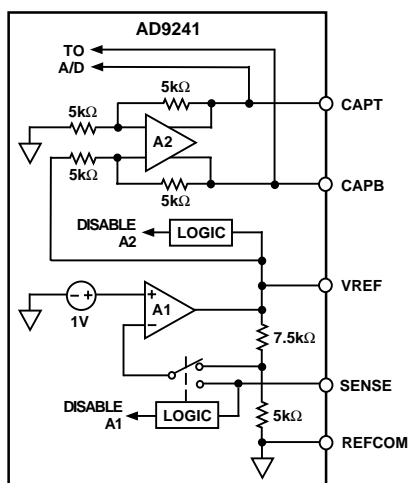 AD9241
TO
A/D
5kΩ
5kΩ
CAPT
A2
5kΩ
5kΩ
CAPB
DISABLE
A2
LOGIC
VREF
A1
1V
7.5kΩ
SENSE
DISABLE
A1
LOGIC
5kΩ
REFCOM